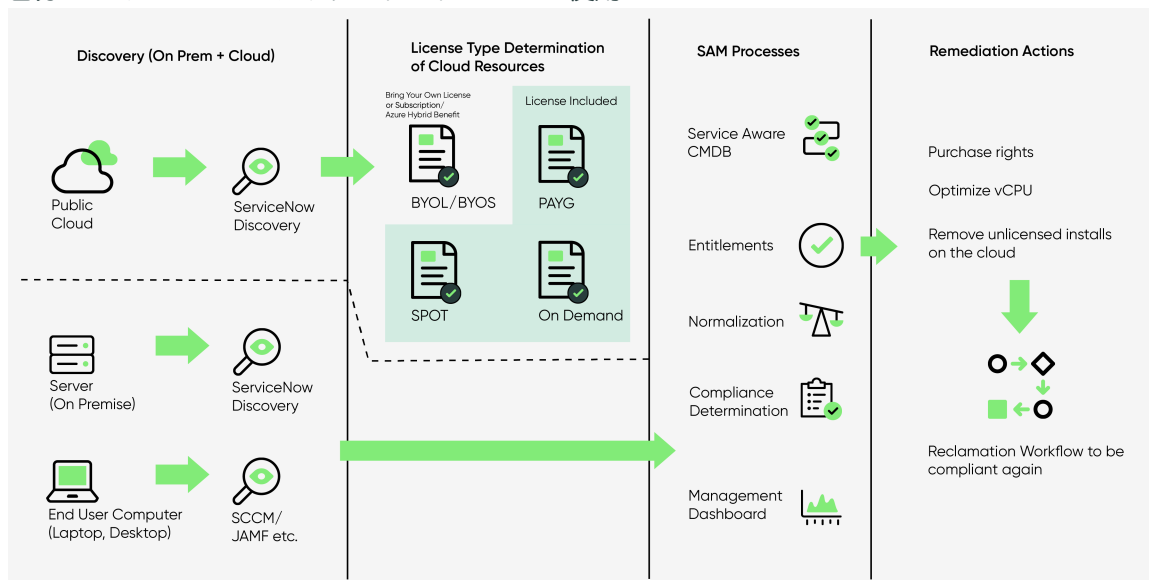 Discovery (On Prem + Cloud)
Public
Cloud
ServiceNow
Discovery
Server
(On Premise)
ServiceNow
Discovery
End User Computer
(Laptop, Desktop)
SCCM/
JAMF etc.
License Type Determination
of Cloud Resources
Bring Your Own License
or Subscription/
Azure Hybrid Benefit
License Included
BYOL/BYOS
PAYG
SPOT
On Demand
SAM Processes
Service Aware
CMDB
Entitlements
Normalization
Compliance
Determination
Management
Dashboard
Remediation Actions
Purchase rights
Optimize vCPU
Remove unlicensed installs
on the cloud
Reclamation Workflow to be
compliant again